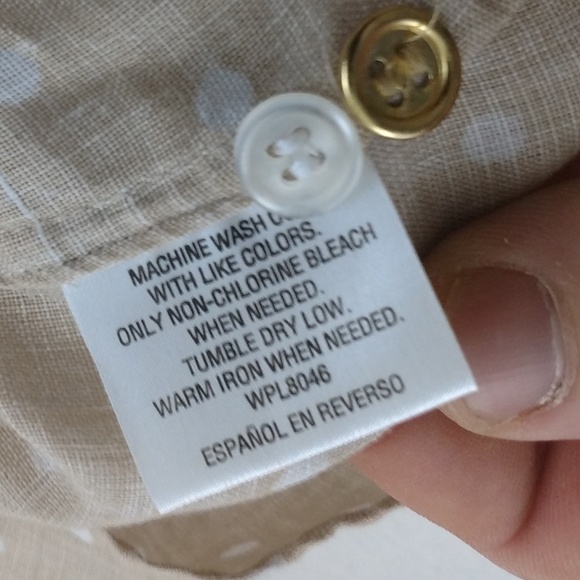 MACHINE WASH
WITH LIKE COLORS.
ONLY NON-CHLORINE BLEACH
WHEN NEEDED.
TUMBLE DRY LOW.
WARM IRON WHEN NEEDED.
WPL8046
ESPAÑOL EN REVERSO